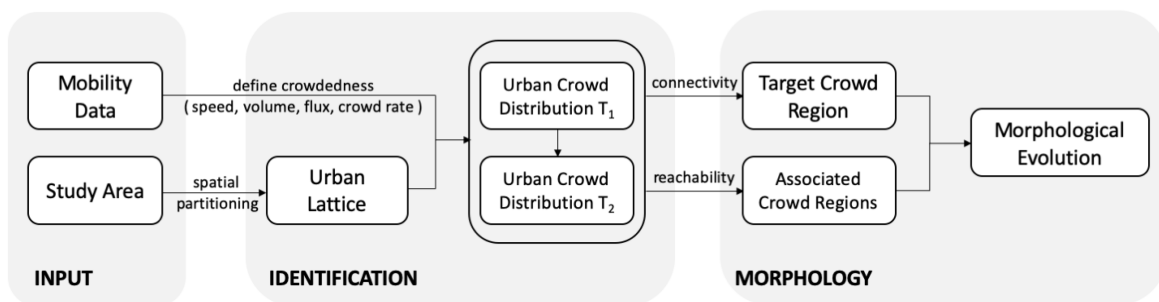 Mobility
Data
define crowdedness
( speed, volume, flux, crowd rate )
Study Area
spatial
partitioning
Urban
Lattice
Urban Crowd
Distribution T₁
Urban Crowd
Distribution T₂
connectivity
reachability
Target Crowd
Region
Associated
Crowd Regions
Morphological
Evolution
INPUT
IDENTIFICATION
MORPHOLOGY